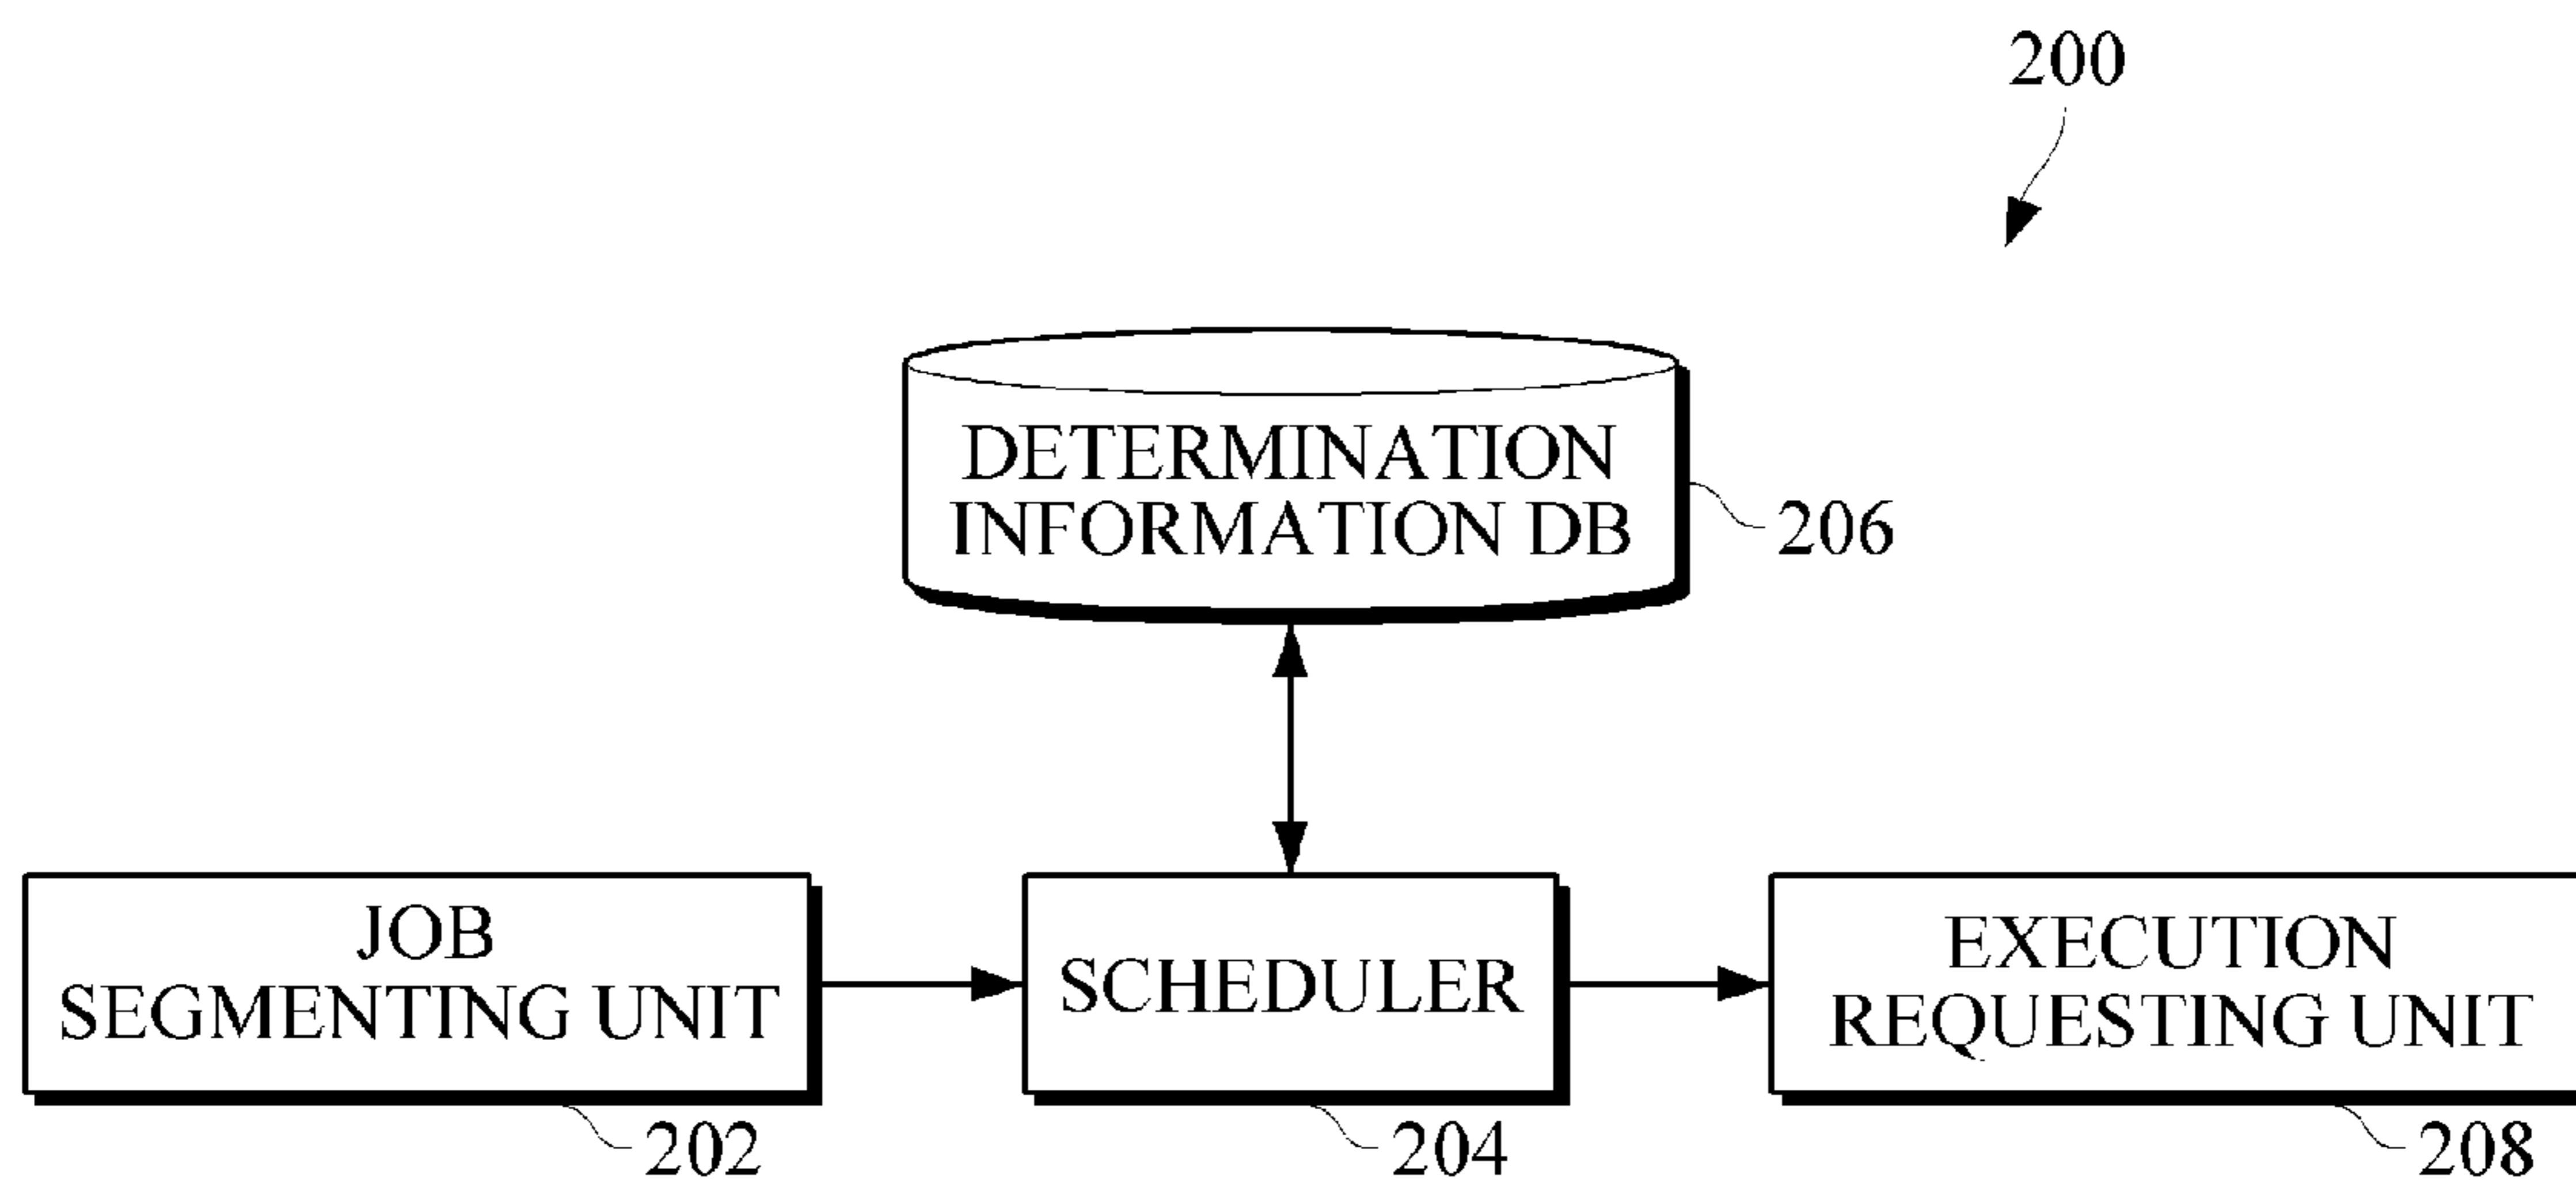 200
DETERMINATION
INFORMATION DB
206
JOB
SEGMENTING UNIT
202
SCHEDULER
204
EXECUTION
REQUESTING UNIT
208